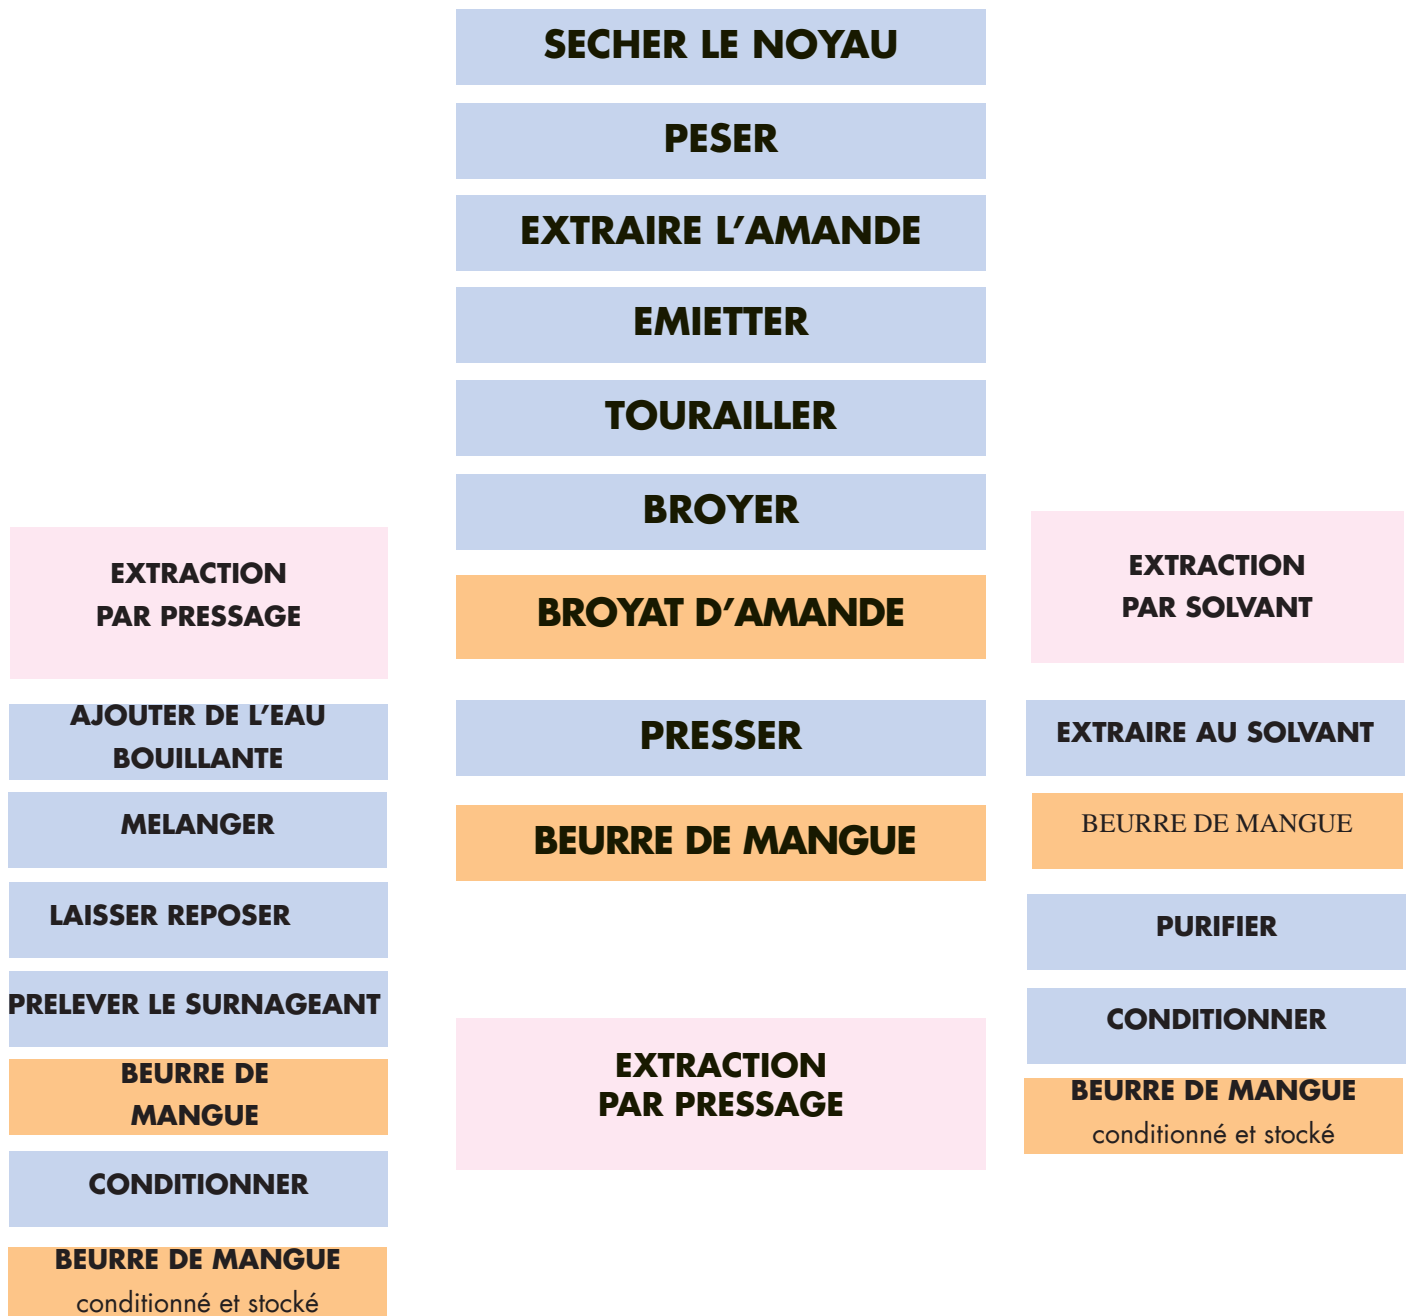 SECHER LE NOYAU
PESER
EXTRAIRE L’AMANDE
EMIETTER
TOURAILLER
BROYER
BROYAT D’AMANDE
PRESSER
BEURRE DE MANGUE
EXTRACTION
PAR PRESSAGE
EXTRACTION
PAR PRESSAGE
AJOUTER DE L’EAU
BOUILLANTE
MELANGER
LAISSER REPOSER
PRELEVER LE SURNAGEANT
BEURRE DE
MANGUE
CONDITIONNER
BEURRE DE MANGUE
conditionné et stocké
EXTRACTION
PAR SOLVANT
EXTRAIRE AU SOLVANT
BEURRE DE MANGUE
PURIFIER
CONDITIONNER
BEURRE DE MANGUE
conditionné et stocké